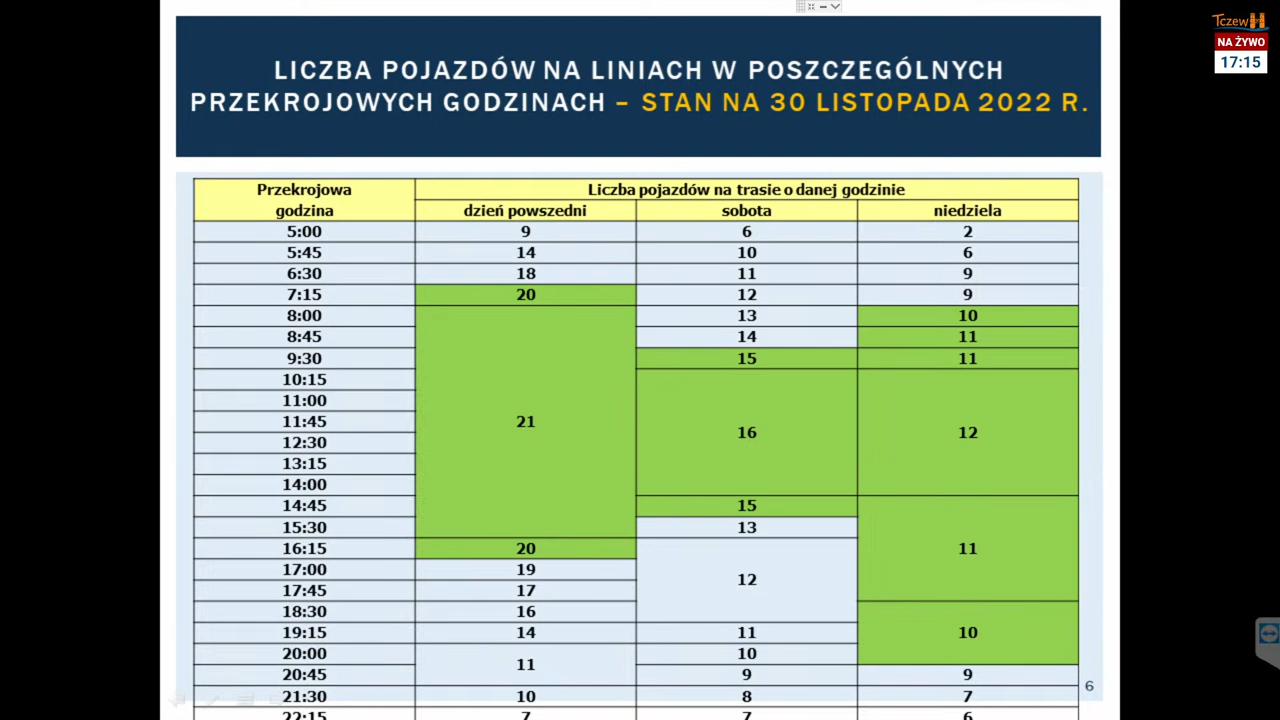 Tczew
NA ŻYWO
17:15
LICZBA POJAZDÓW NA LINIACH W POSZCZEGÓLNYCH
PRZEKROJOWYCH GODZINACH – STAN NA 30 LISTOPADA 2022 R.
Przekrojowa godzina Liczba pojazdów na trasie o danej godzinie
dzień powszedni sobota niedziela
5:00 9 6 2
5:45 14 10 6
6:30 18 11 9
7:15 20 12 9
8:00 13 10
8:45 14 11
9:30 15 11
10:15
11:00
11:45 21
12:30 16 12
13:15
14:00
14:45 15
15:30 13
16:15 20 11
17:00 19
17:45 17 12
18:30 16
19:15 14 11 10
20:00 11 10
20:45 9 9
21:30 10 8 7
22:15 7 7 6
6